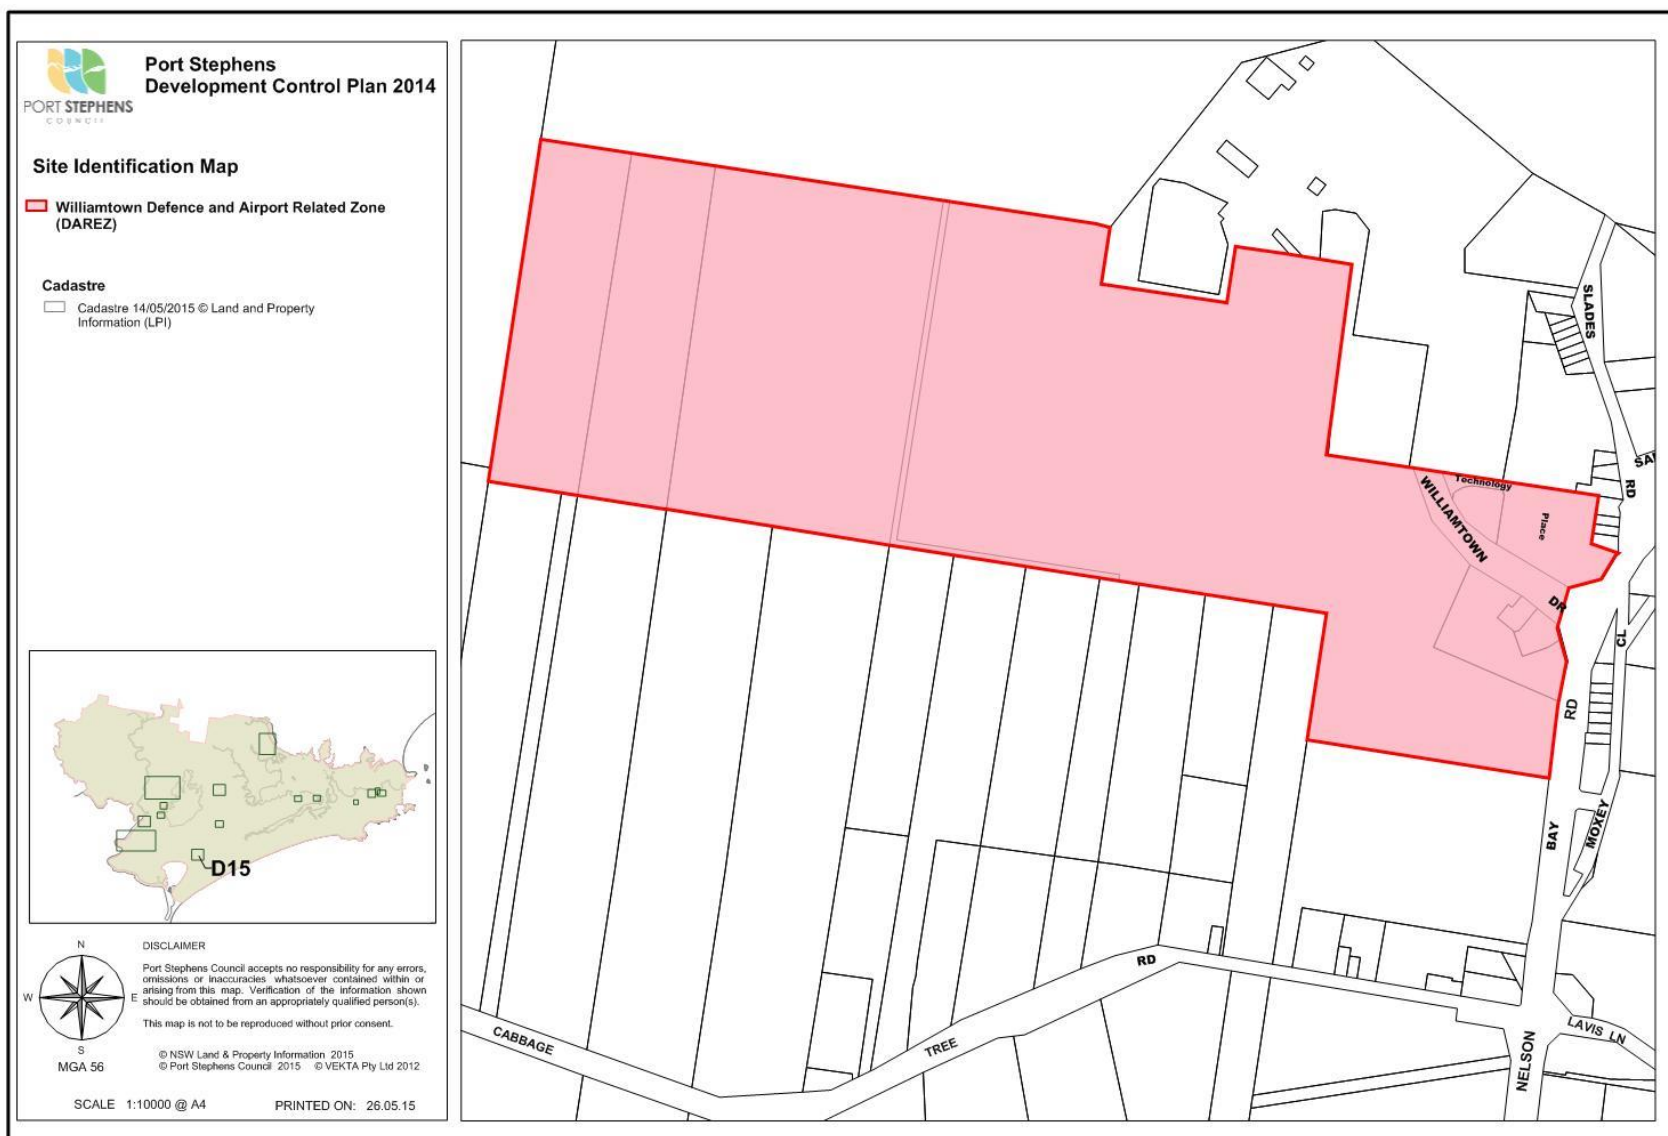 PORT STEPHENS
COUNCIL
Port Stephens
Development Control Plan 2014
Site Identification Map
Williamtown Defence and Airport Related Zone
(DAREZ)
Cadastre
Cadastre 14/05/2015 © Land and Property
Information (LPI)
D15
N
W
E
S
MGA 56
DISCLAIMER
Port Stephens Council accepts no responsibility for any errors,
omissions or inaccuracies whatsoever contained within or
arising from this map. Verification of the information shown
should be obtained from an appropriately qualified person(s).
This map is not to be reproduced without prior consent.
© NSW Land & Property Information 2015
© Port Stephens Council 2015 © VEKTA Pty Ltd 2012
SCALE 1:10000 @ A4
PRINTED ON: 26.05.15
SLADES
RD
SA
Technology
Place
WILLIAMTOWN
DR
CL
RD
MOXEY
BAY
RD
CABBAGE
TREE
NELSON
LAVIS LN